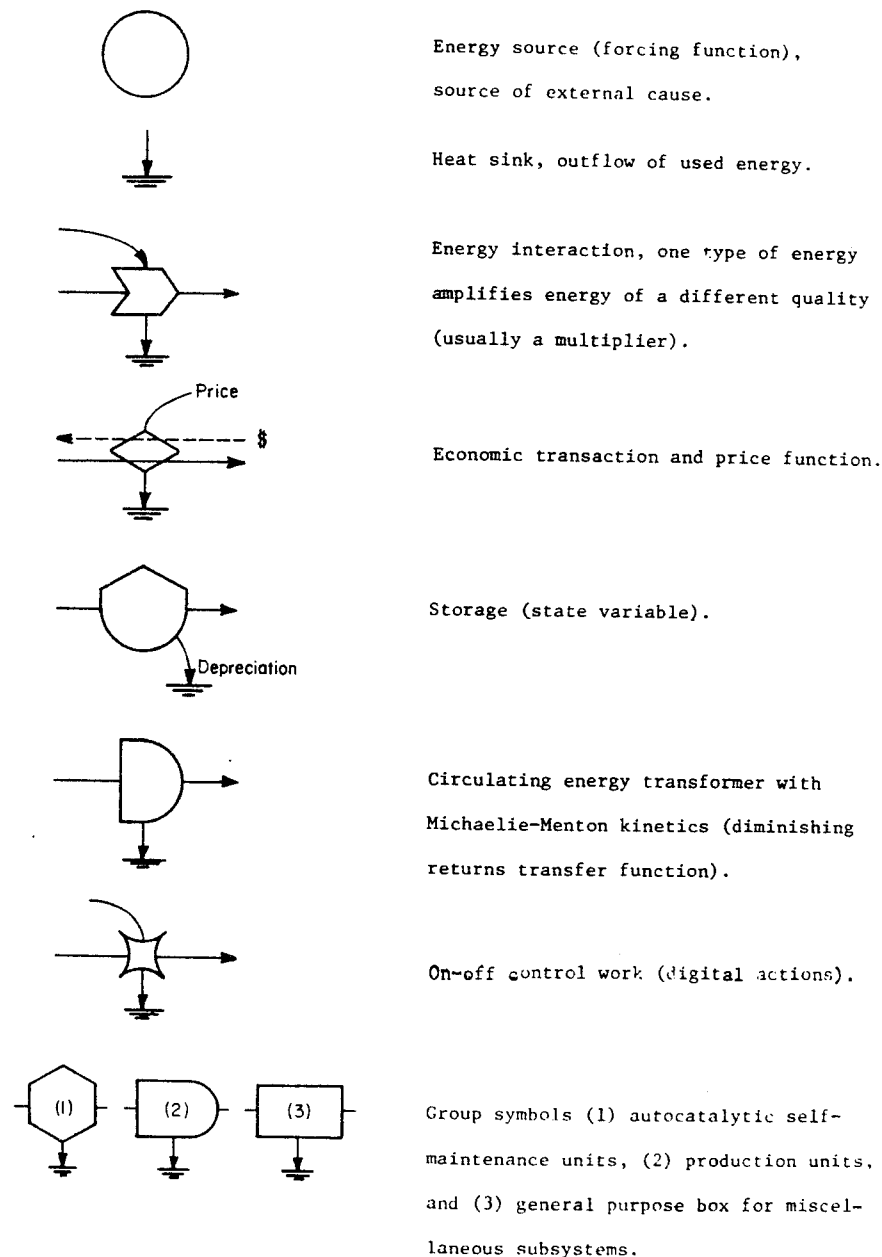 Energy source (forcing function),
source of external cause.
Heat sink, outflow of used energy.
Energy interaction, one type of energy
amplifies energy of a different quality
(usually a multiplier).
Price
$
Economic transaction and price function.
Storage (state variable).
Depreciation
Circulating energy transformer with
Michaelie-Menton kinetics (diminishing
returns transfer function).
On-off control work (digital actions).
(1) (2) (3)
Group symbols (1) autocatalytic self-
maintenance units, (2) production units,
and (3) general purpose box for miscel-
laneous subsystems.